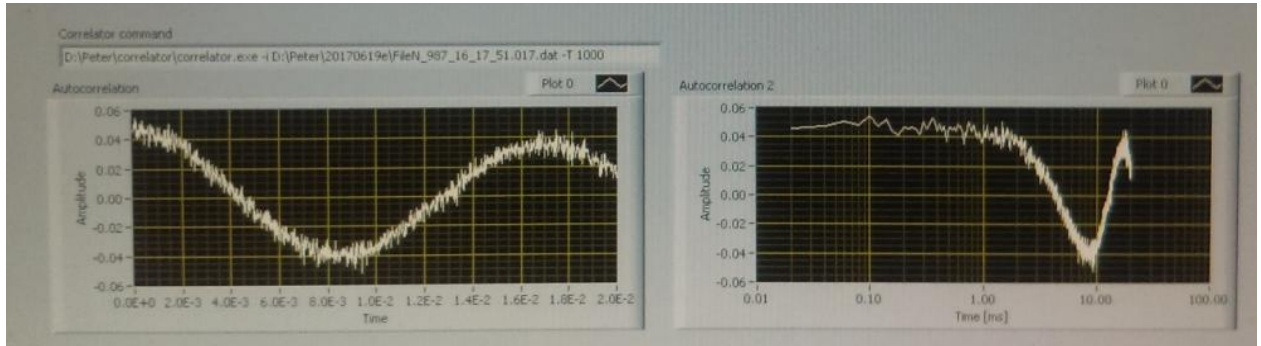 Correlator command
D:\Peter\correlator\correlator.exe -i D:\Peter\20170619e\FileN_987_16_17_51.017.dat -T 1000
Autocorrelation
Plot 0
0.06
0.04
0.02
0.00
-0.02
-0.04
-0.06
Amplitude
0.0E+0 2.0E-3 4.0E-3 6.0E-3 8.0E-3 1.0E-2 1.2E-2 1.4E-2 1.6E-2 1.8E-2 2.0E-2
Time
Autocorrelation 2
Plot 0
0.06
0.04
0.02
0.00
-0.02
-0.04
-0.06
Amplitude
0.01 0.10 1.00 10.00 100.00
Time [ms]